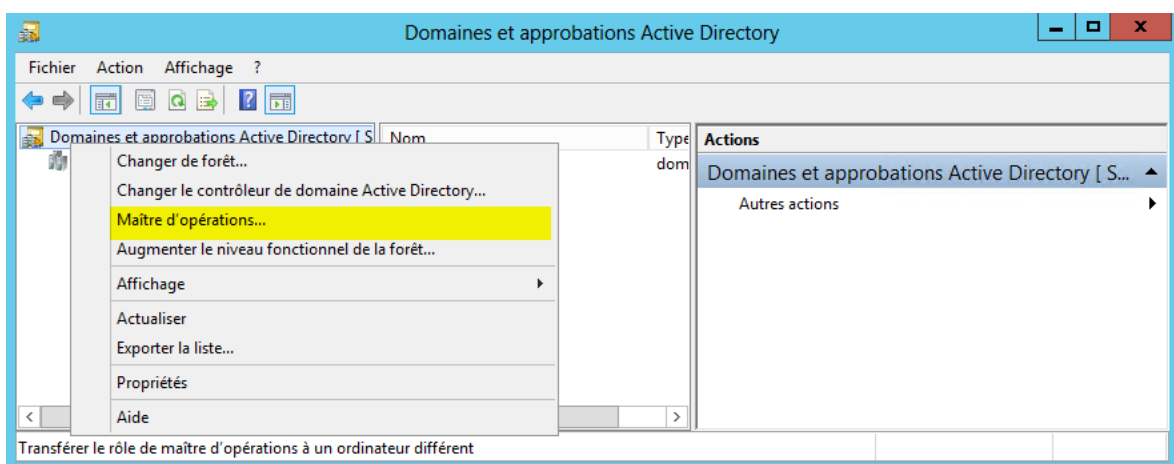 Domaines et approbations Active Directory
Fichier Action Affichage ?
Domaines et approbations Active Directory [ S
Nom
Type
Actions
Changer de forêt...
dom
Domaines et approbations Active Directory [ S...
Changer le contrôleur de domaine Active Directory...
Autres actions
Maître d'opérations...
Augmenter le niveau fonctionnel de la forêt...
Affichage
Actualiser
Exporter la liste...
Propriétés
Aide
Transférer le rôle de maître d'opérations à un ordinateur différent